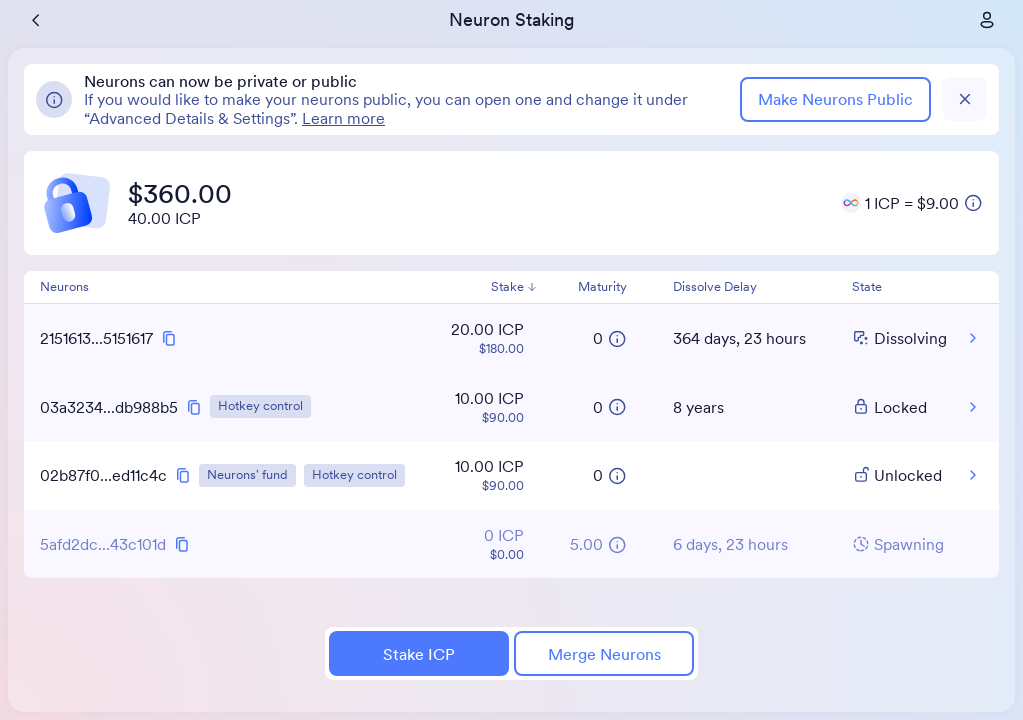 Neuron Staking
Neurons can now be private or public
If you would like to make your neurons public, you can open one and change it under
“Advanced Details & Settings”. Learn more
Make Neurons Public
$360.00
40.00 ICP
1 ICP = $9.00
Neurons Stake Maturity Dissolve Delay State
2151613...5151617 20.00 ICP 0 364 days, 23 hours Dissolving
$180.00
03a3234...db988b5 Hotkey control 10.00 ICP 0 8 years Locked
$90.00
02b87f0...ed11c4c Neurons' fund Hotkey control 10.00 ICP 0 Unlocked
$90.00
5afd2dc...43c101d 0 ICP 5.00 6 days, 23 hours Spawning
$0.00
Stake ICP Merge Neurons